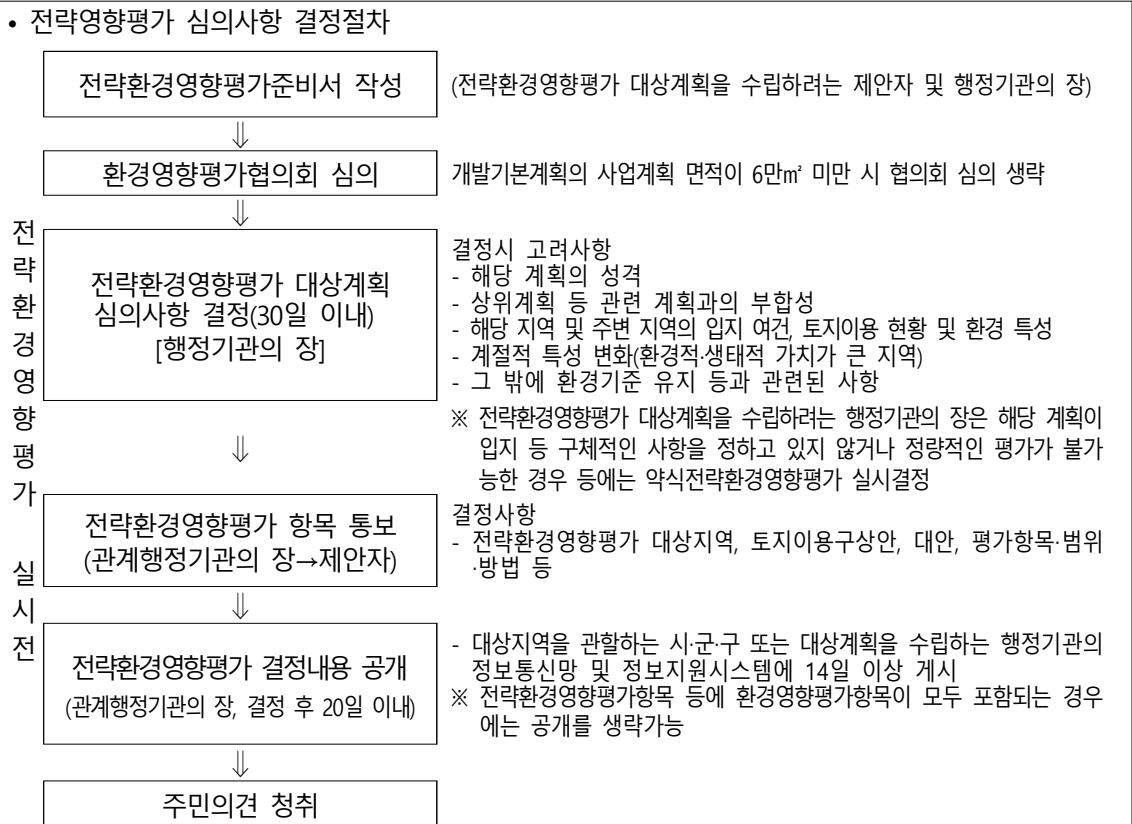 • 전략영향평가 심의사항 결정절차
전략환경영향평가 실시전
전략환경영향평가준비서 작성
(전략환경영향평가 대상계획을 수립하려는 제안자 및 행정기관의 장)
⇓
환경영향평가협의회 심의
개발기본계획의 사업계획 면적이 6만㎡ 미만 시 협의회 심의 생략
⇓
전략환경영향평가 대상계획
심의사항 결정(30일 이내)
[행정기관의 장]
결정시 고려사항
- 해당 계획의 성격
- 상위계획 등 관련 계획과의 부합성
- 해당 지역 및 주변 지역의 입지 여건, 토지이용 현황 및 환경 특성
- 계절적 특성 변화(환경적·생태적 가치가 큰 지역)
- 그 밖에 환경기준 유지 등과 관련된 사항
※ 전략환경영향평가 대상계획을 수립하려는 행정기관의 장은 해당 계획이
입지 등 구체적인 사항을 정하고 있지 않거나 정량적인 평가가 불가
능한 경우 등에는 약식전략환경영향평가 실시결정
⇓
전략환경영향평가 항목 통보
(관계행정기관의 장→제안자)
결정사항
- 전략환경영향평가 대상지역, 토지이용구상안, 대안, 평가항목·범위
·방법 등
⇓
전략환경영향평가 결정내용 공개
(관계행정기관의 장, 결정 후 20일 이내)
- 대상지역을 관할하는 시·군·구 또는 대상계획을 수립하는 행정기관의
정보통신망 및 정보지원시스템에 14일 이상 게시
※ 전략환경영향평가항목 등에 환경영향평가항목이 모두 포함되는 경우
에는 공개를 생략가능
⇓
주민의견 청취